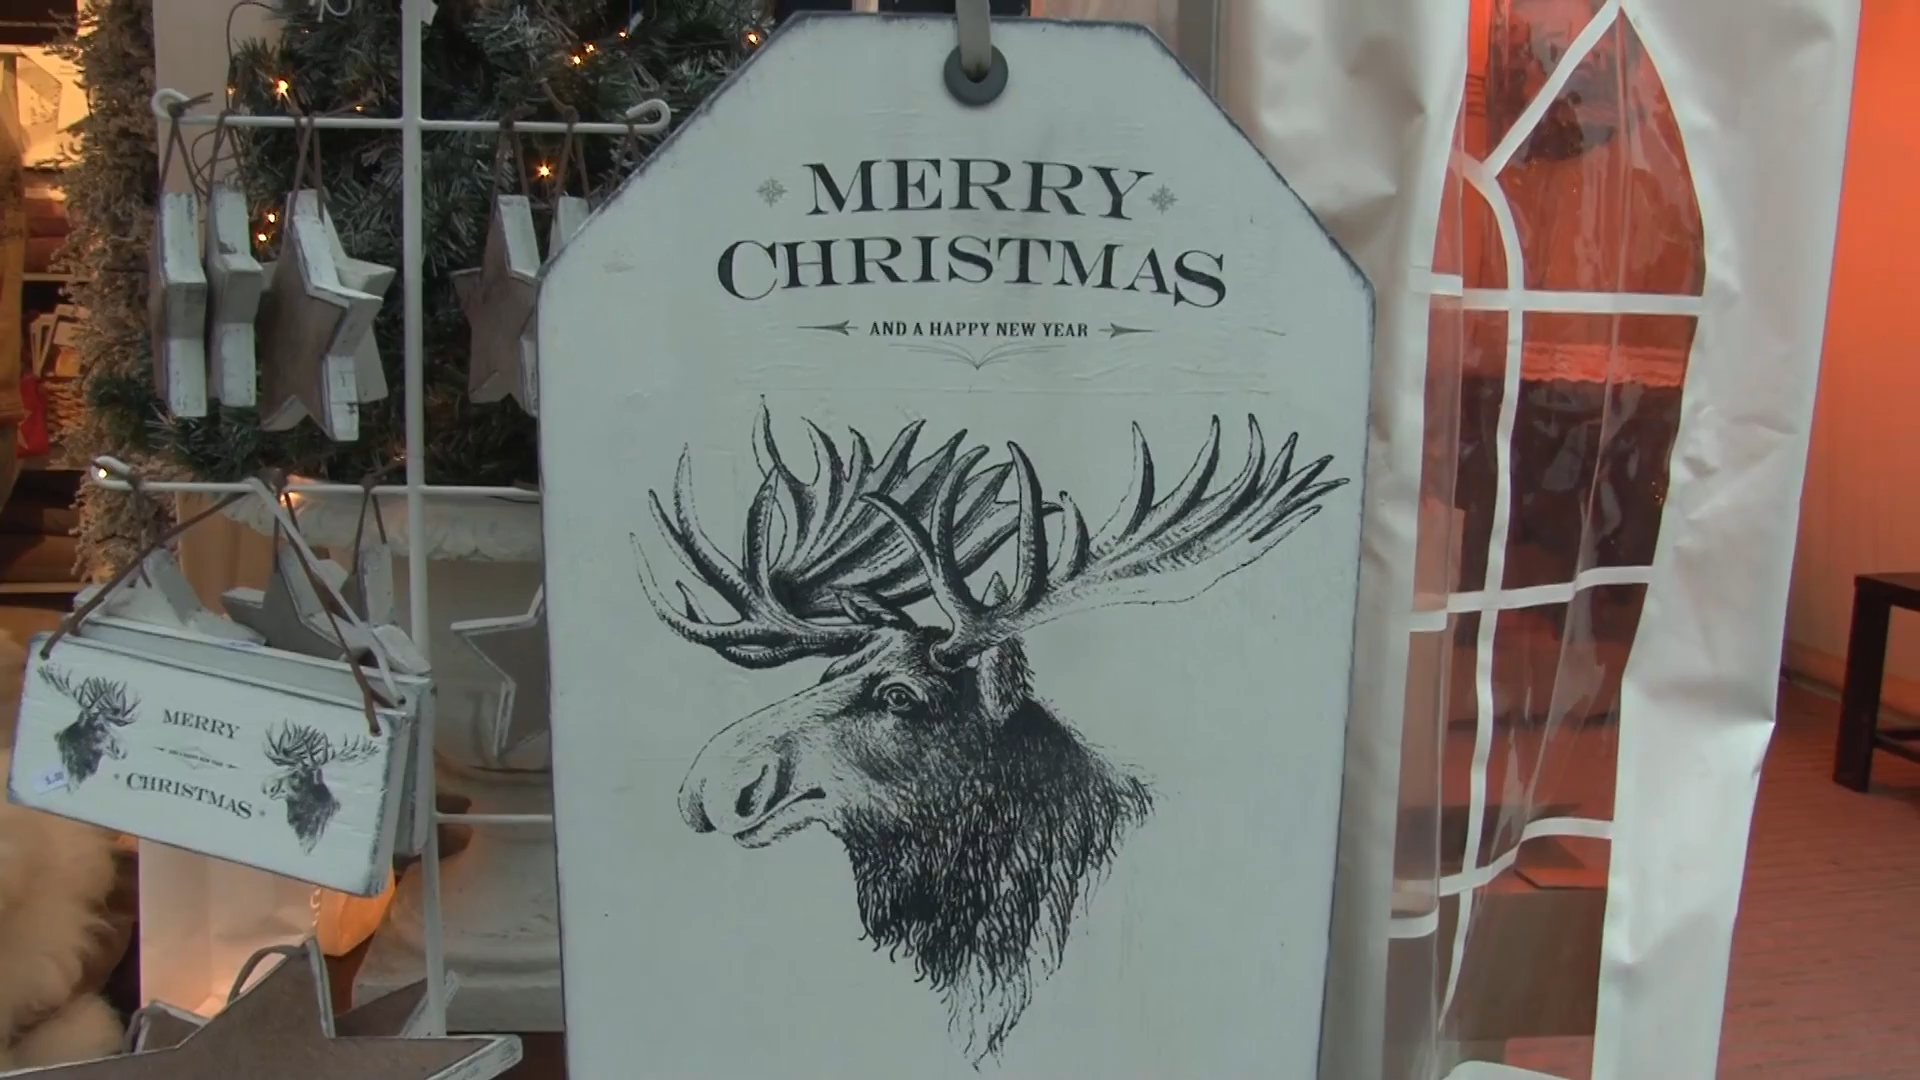 MERRY
CHRISTMAS
AND A HAPPY NEW YEAR
MERRY
CHRISTMAS